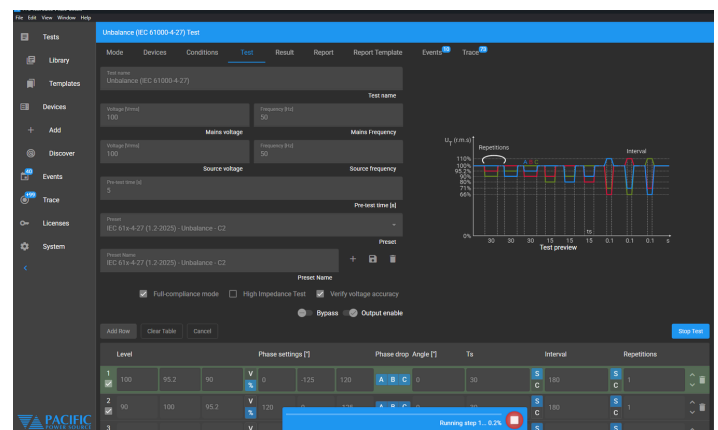 File Edit View Window Help
Tests
Unbalance (IEC 61000-4-27) Test
Library
Templates
Devices
Add
Discover
40
Events
+99
Trace
Licenses
System
Mode Devices Conditions Test Result Report Report Template Events 10 Trace 73
Test name
Unbalance (IEC 61000-4-27)
Test name
Voltage [Vrms]
100
Mains voltage
Frequency [Hz]
50
Mains Frequency
Voltage [Vrms]
100
Source voltage
Frequency [Hz]
50
Source frequency
Pre-test time [s]
5
Pre-test time [s]
Preset
IEC 61x-4-27 (1.2-2025) - Unbalance - C2
Preset
Preset Name
IEC 61x-4-27 (1.2-2025) - Unbalance - C2
Preset Name
Full-compliance mode High Impedance Test Verify voltage accuracy
Bypass Output enable
UT (r.m.s)
Repetitions
A B C
Interval
110%
100%
95.2%
90%
80%
71%
66%
0%
ts
30 30 30 15 15 15 0.1 0.1 0.1 s
Test preview
Add Row Clear Table Cancel
Stop Test
Level Phase settings [°] Phase drop Angle [°] Ts Interval Repetitions
1 100 95.2 90 V % 0 -125 120 A B C 0 30 S C 180 S C 1
2 90 100 95.2 V % 120 0 -125 A B C S C 180 S C 1
3 V S S
Running step 1... 0.2%
PACIFIC
POWER SOURCE